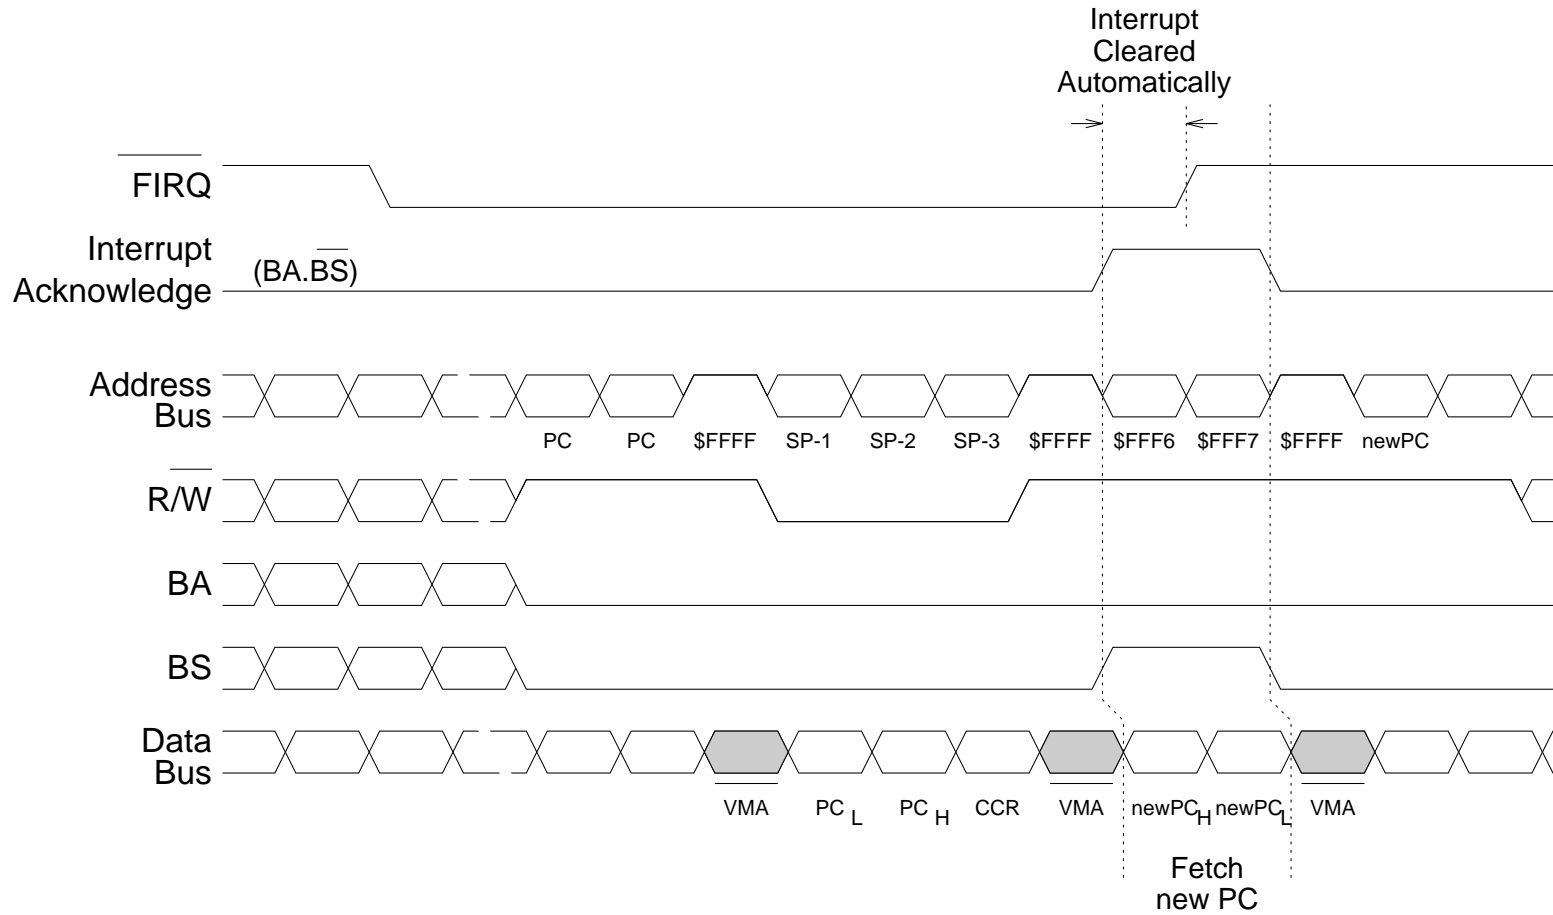 Interrupt
Cleared
Automatically
FIRQ
Interrupt
Acknowledge
(BA.BS)
Address
Bus
PC PC $FFFF SP-1 SP-2 SP-3 $FFFF $FFF6 $FFF7 $FFFF newPC
R/W
BA
BS
Data
Bus
VMA PC L PC H CCR VMA newPC H newPC L VMA
Fetch
new PC